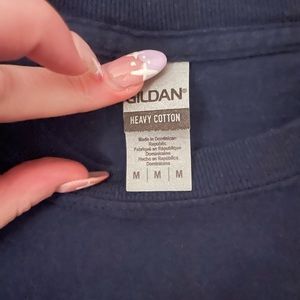 GILDAN®
HEAVY COTTON
Made in Dominican
Republic
Fabriqué en République
Dominicaine
Hecho en República
Dominicana
M | M | M